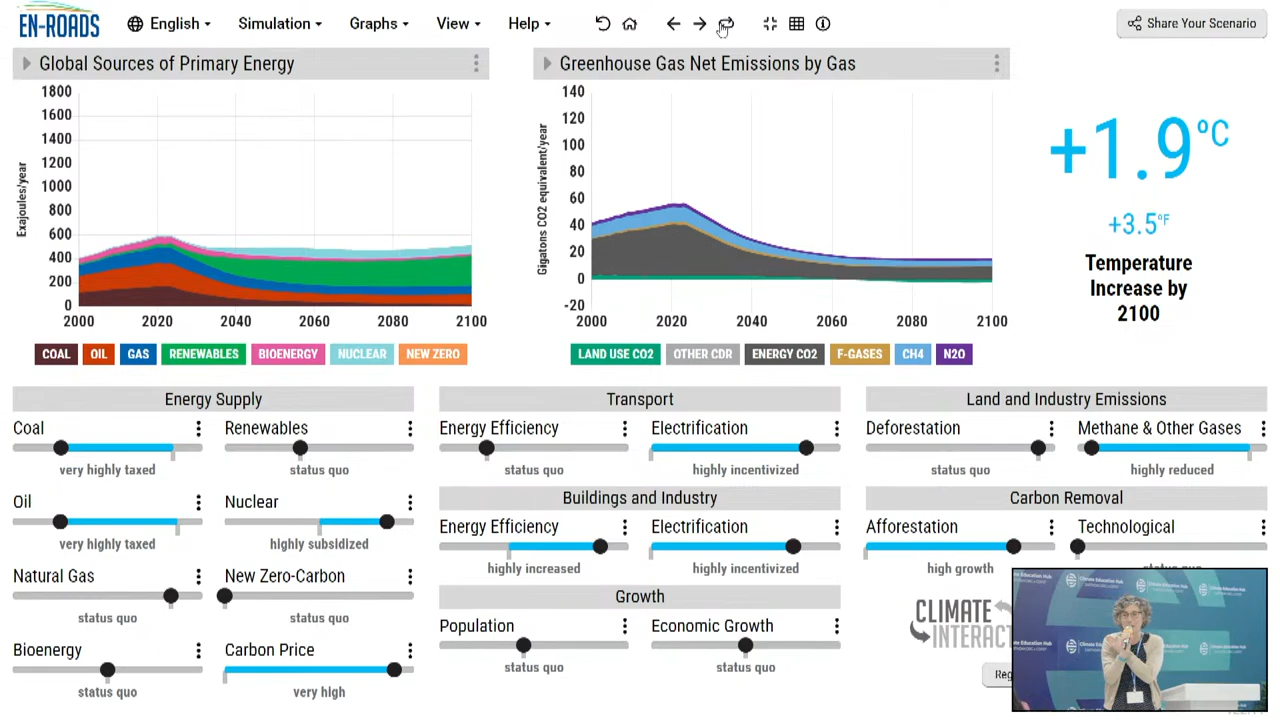 EN-ROADS
English
Simulation
Graphs
View
Help
Share Your Scenario
Global Sources of Primary Energy
Exajoules/year
1800
1600
1400
1200
1000
800
600
400
200
0
2000 2020 2040 2060 2080 2100
COAL OIL GAS RENEWABLES BIOENERGY NUCLEAR NEW ZERO
Greenhouse Gas Net Emissions by Gas
Gigatons CO2 equivalent/year
140
120
100
80
60
40
20
0
-20
2000 2020 2040 2060 2080 2100
LAND USE CO2 OTHER CDR ENERGY CO2 F-GASES CH4 N2O
+1.9°C
+3.5°F
Temperature
Increase by
2100
Energy Supply
Coal
very highly taxed
Renewables
status quo
Oil
very highly taxed
Nuclear
highly subsidized
Natural Gas
status quo
New Zero-Carbon
status quo
Bioenergy
status quo
Carbon Price
very high
Transport
Energy Efficiency
status quo
Electrification
highly incentivized
Buildings and Industry
Energy Efficiency
highly increased
Electrification
highly incentivized
Growth
Population
status quo
Economic Growth
status quo
Land and Industry Emissions
Deforestation
status quo
Methane & Other Gases
highly reduced
Carbon Removal
Afforestation
high growth
Technological
CLIMATE
INTERAC
Reg
Climate Education Hub